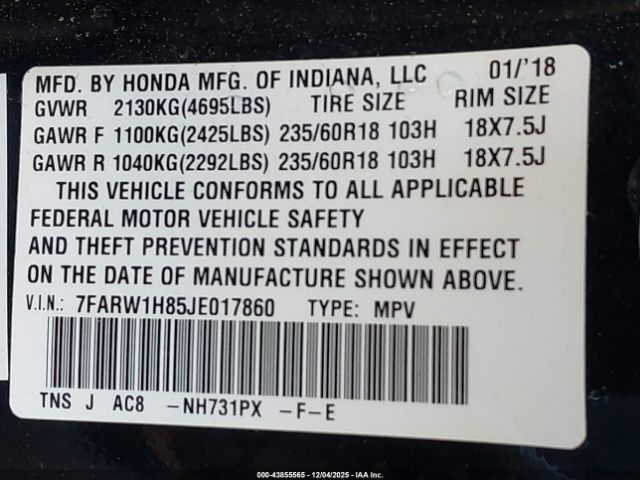 MFD. BY HONDA MFG. OF INDIANA, LLC 01/'18
GVWR 2130KG(4695LBS) TIRE SIZE RIM SIZE
GAWR F 1100KG(2425LBS) 235/60R18 103H 18X7.5J
GAWR R 1040KG(2292LBS) 235/60R18 103H 18X7.5J
THIS VEHICLE CONFORMS TO ALL APPLICABLE
FEDERAL MOTOR VEHICLE SAFETY
AND THEFT PREVENTION STANDARDS IN EFFECT
ON THE DATE OF MANUFACTURE SHOWN ABOVE.
V.I.N.: 7FARW1H85JE017860 TYPE: MPV
TNS J AC8 -NH731PX -F-E
000-43855565 - 12/04/2025 - IAA Inc.